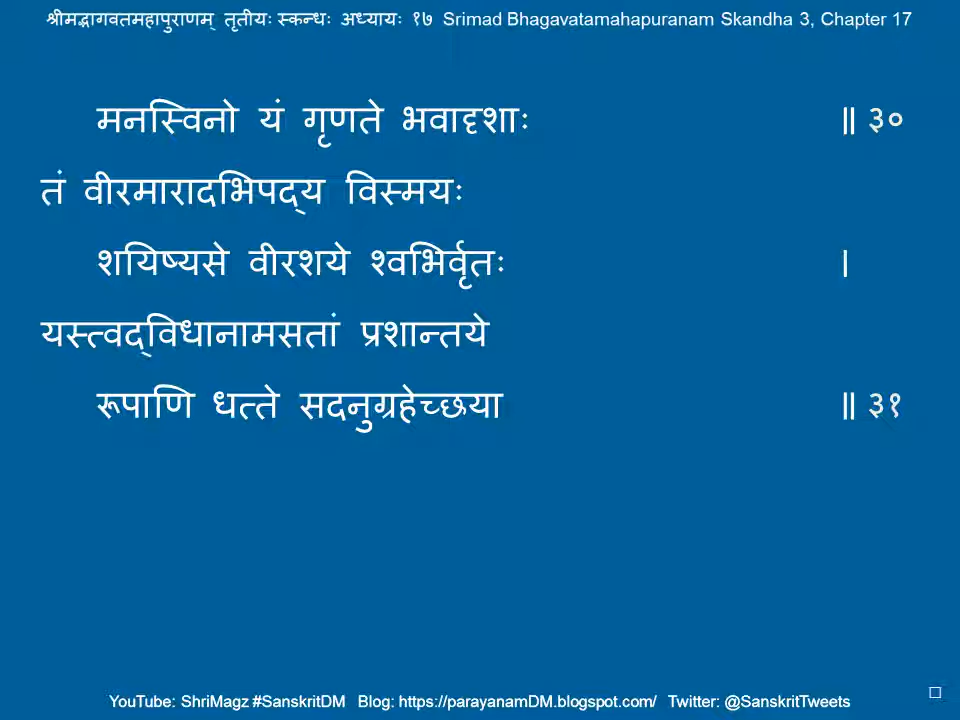 श्रीमद्भागवतमहापुराणम् तृतीयः स्कन्धः अध्यायः १७ Srimad Bhagavatamahapuranam Skandha 3, Chapter 17
मनस्विनो यं गृणते भवादृशाः ॥ ३०
तं वीरमारादभिपद्य विस्मयः
शयिष्यसे वीरशये श्वभिर्वृतः ।
यस्त्वद्विधानामसतां प्रशान्तये
रूपाणि धत्ते सदनुग्रहेच्छया ॥ ३१
YouTube: ShriMagz #SanskritDM Blog: https://parayanamDM.blogspot.com/ Twitter: @SanskritTweets